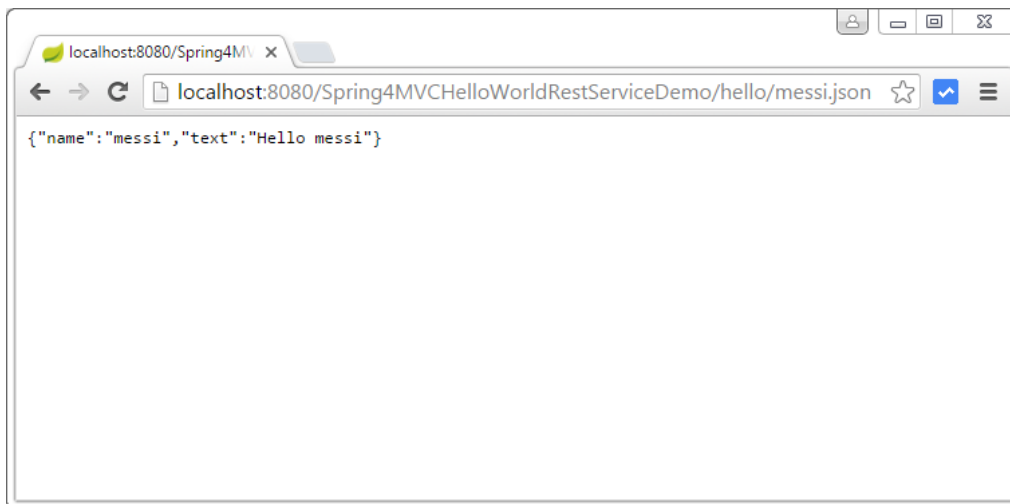 localhost:8080/Spring4MV
localhost:8080/Spring4MVCHelloWorldRestServiceDemo/hello/messi.json
{"name":"messi","text":"Hello messi"}